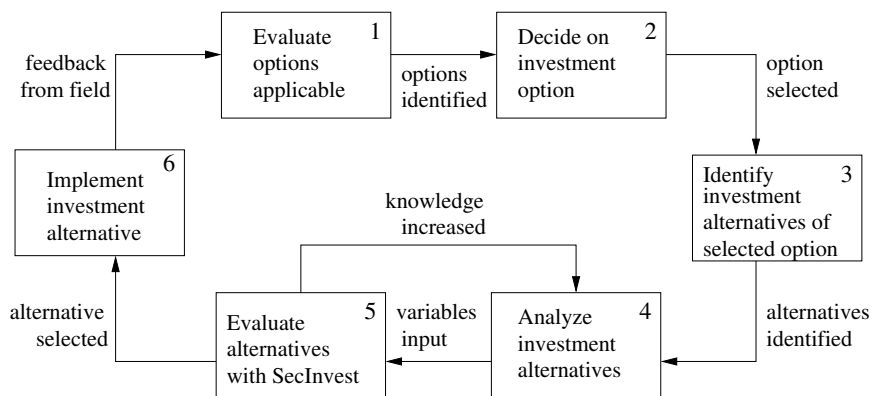 Evaluate
options
applicable
1
options
identified
Decide on
investment
option
2
option
selected
Identify
investment
alternatives of
selected option
3
alternatives
identified
Analyze
investment
alternatives
4
variables
input
Evaluate
alternatives
with SecInvest
5
knowledge
increased
alternative
selected
Implement
investment
alternative
6
feedback
from field